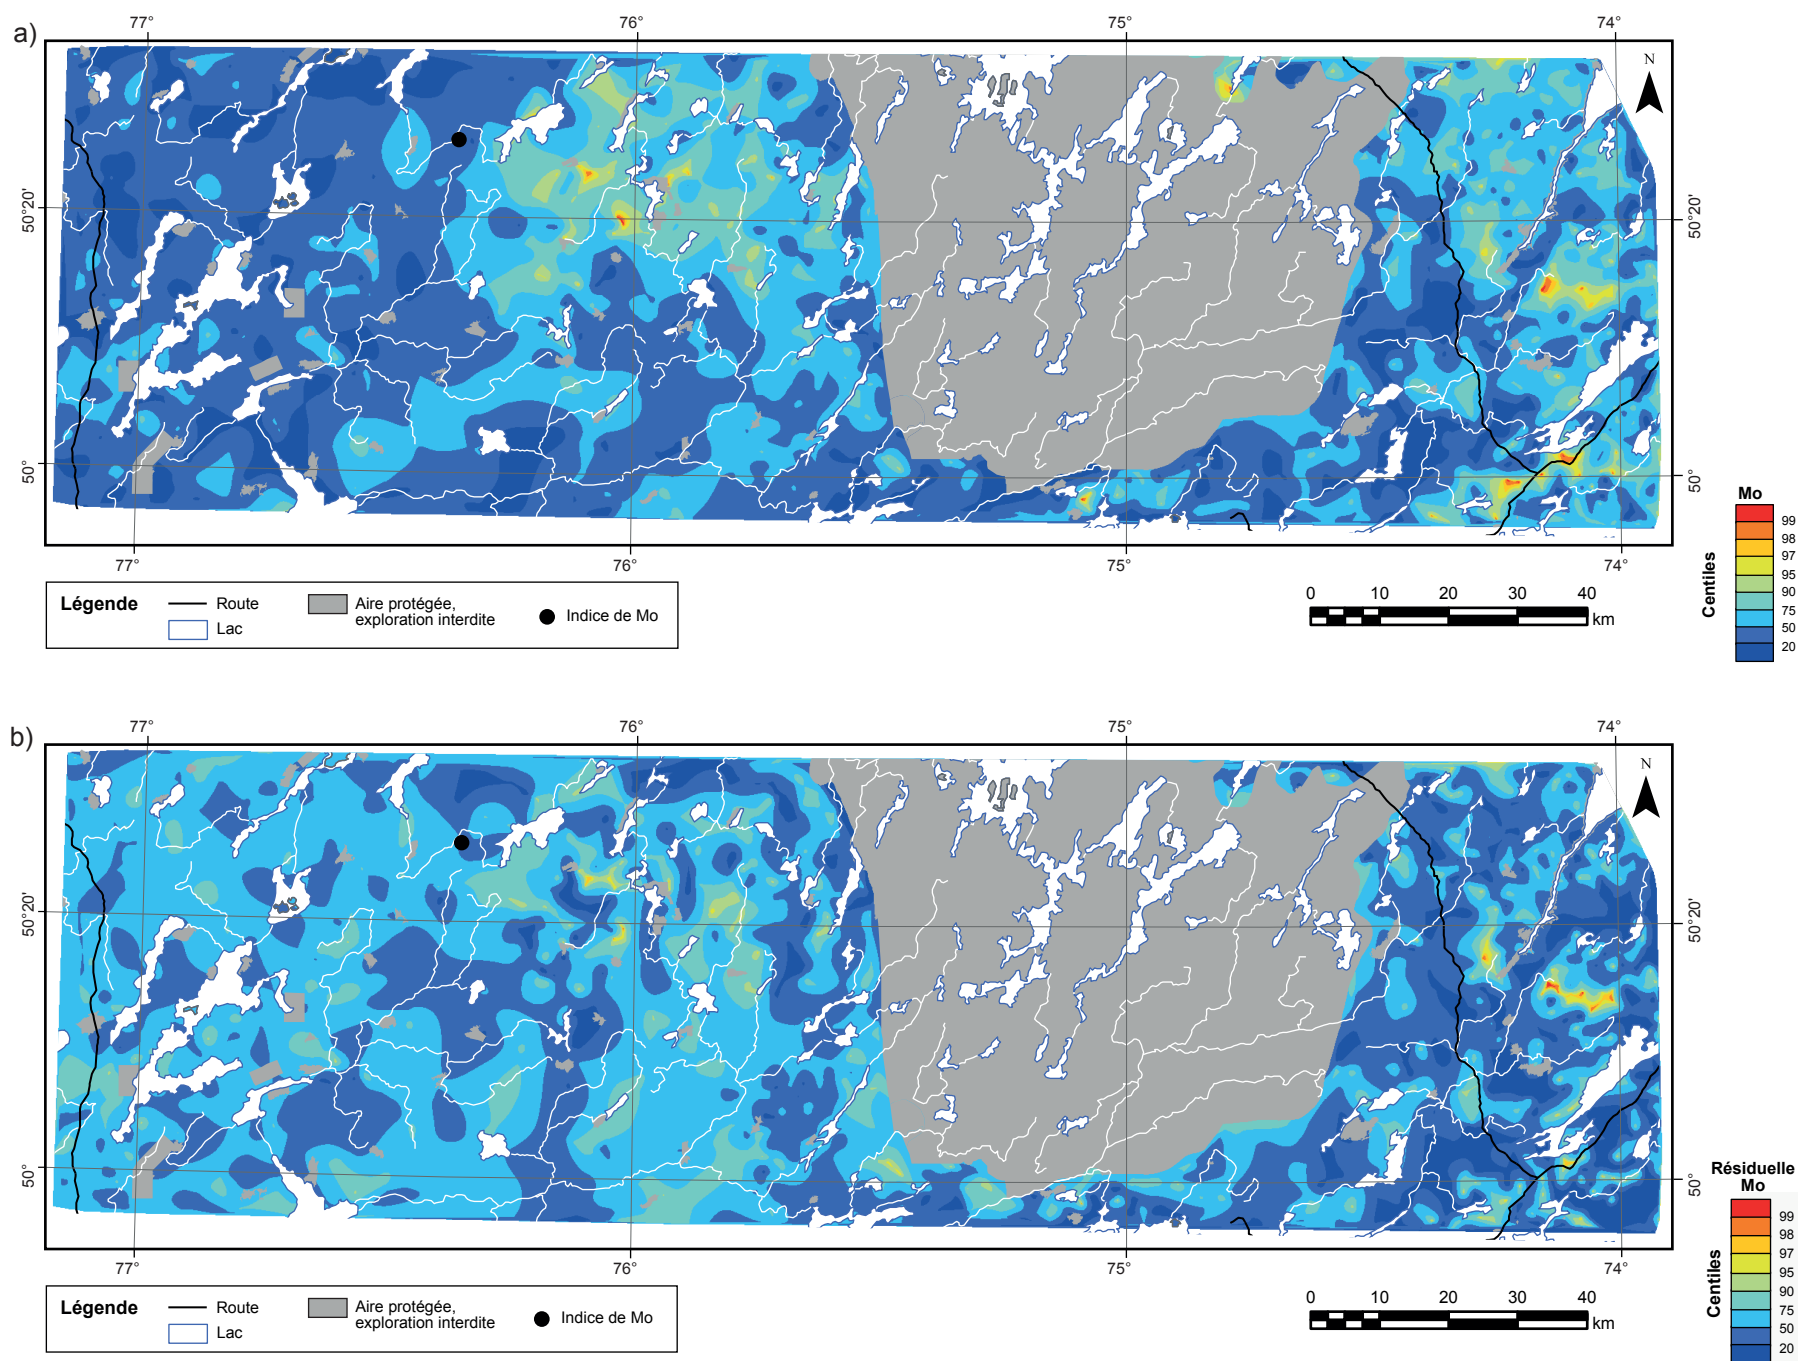 a)
77° 76° 75° 74°
N
50°20' 50°20'
50° 50°
77° 76° 75° 74°
Mo
Centiles
99
98
97
95
90
75
50
20
Légende
Route
Lac
Aire protégée,
exploration interdite
Indice de Mo
0 10 20 30 40
km
b)
77° 76° 75° 74°
N
50°20' 50°20'
50° 50°
77° 76° 75° 74°
Résiduelle
Mo
Centiles
99
98
97
95
90
75
50
20
Légende
Route
Lac
Aire protégée,
exploration interdite
Indice de Mo
0 10 20 30 40
km